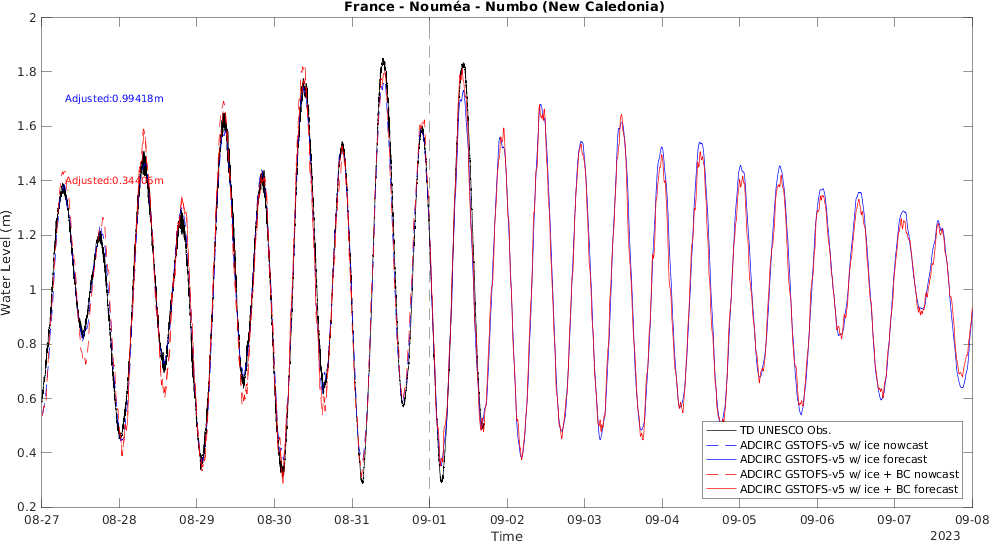 France - Nouméa - Numbo (New Caledonia)
2
1.8
1.6
1.4
1.2
1
0.8
0.6
0.4
0.2
Water Level (m)
Adjusted:0.99418m
Adjusted:0.34405m
TD UNESCO Obs.
ADCIRC GSTOFS-v5 w/ ice nowcast
ADCIRC GSTOFS-v5 w/ ice forecast
ADCIRC GSTOFS-v5 w/ ice + BC nowcast
ADCIRC GSTOFS-v5 w/ ice + BC forecast
08-27 08-28 08-29 08-30 08-31 09-01 09-02 09-03 09-04 09-05 09-06 09-07 09-08
Time
2023